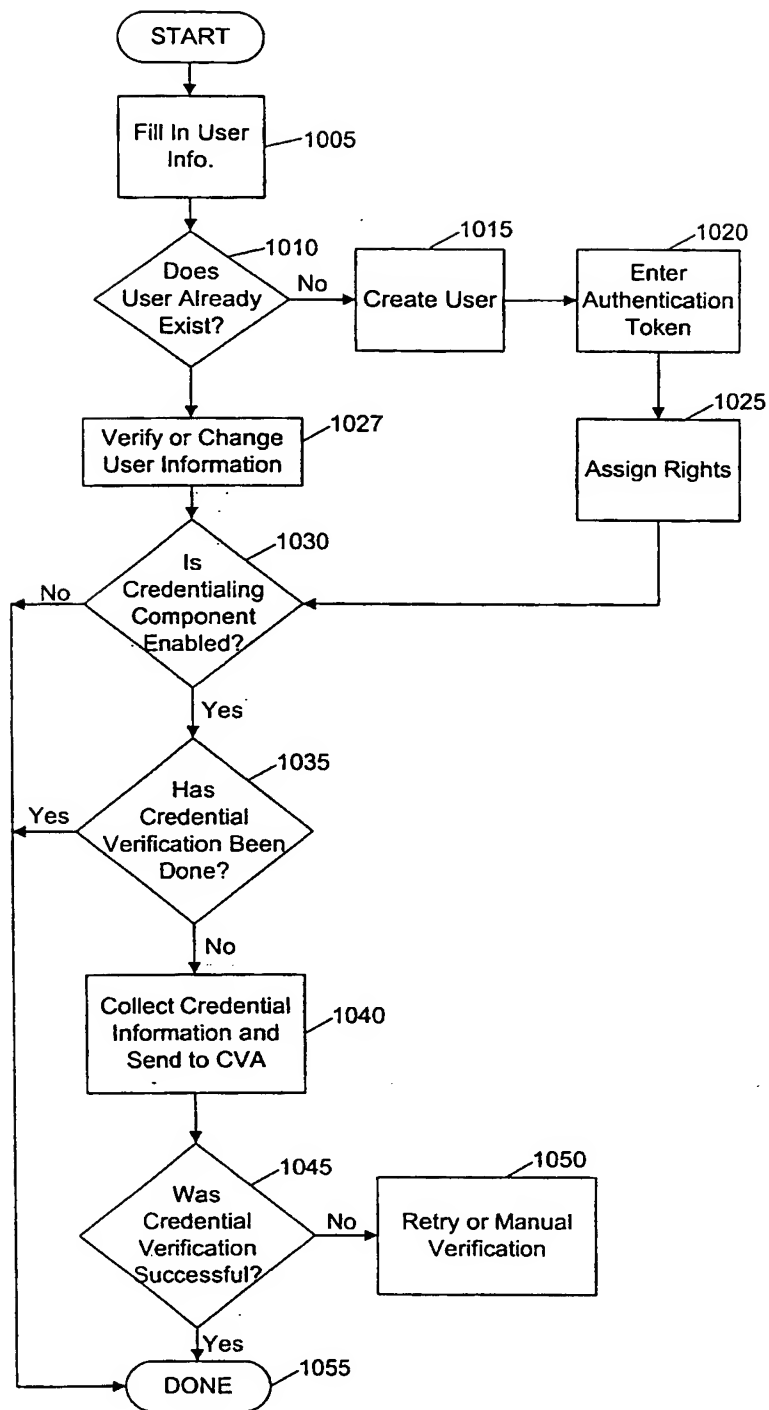 START
Fill In User
Info.
1005
Does
User Already
Exist?
1010
No
Create User
1015
Enter
Authentication
Token
1020
Assign Rights
1025
Verify or Change
User Information
1027
Is
Credentialing
Component
Enabled?
1030
No
Yes
Has
Credential
Verification Been
Done?
1035
Yes
No
Collect Credential
Information and
Send to CVA
1040
Was
Credential
Verification
Successful?
1045
No
Retry or Manual
Verification
1050
Yes
DONE
1055